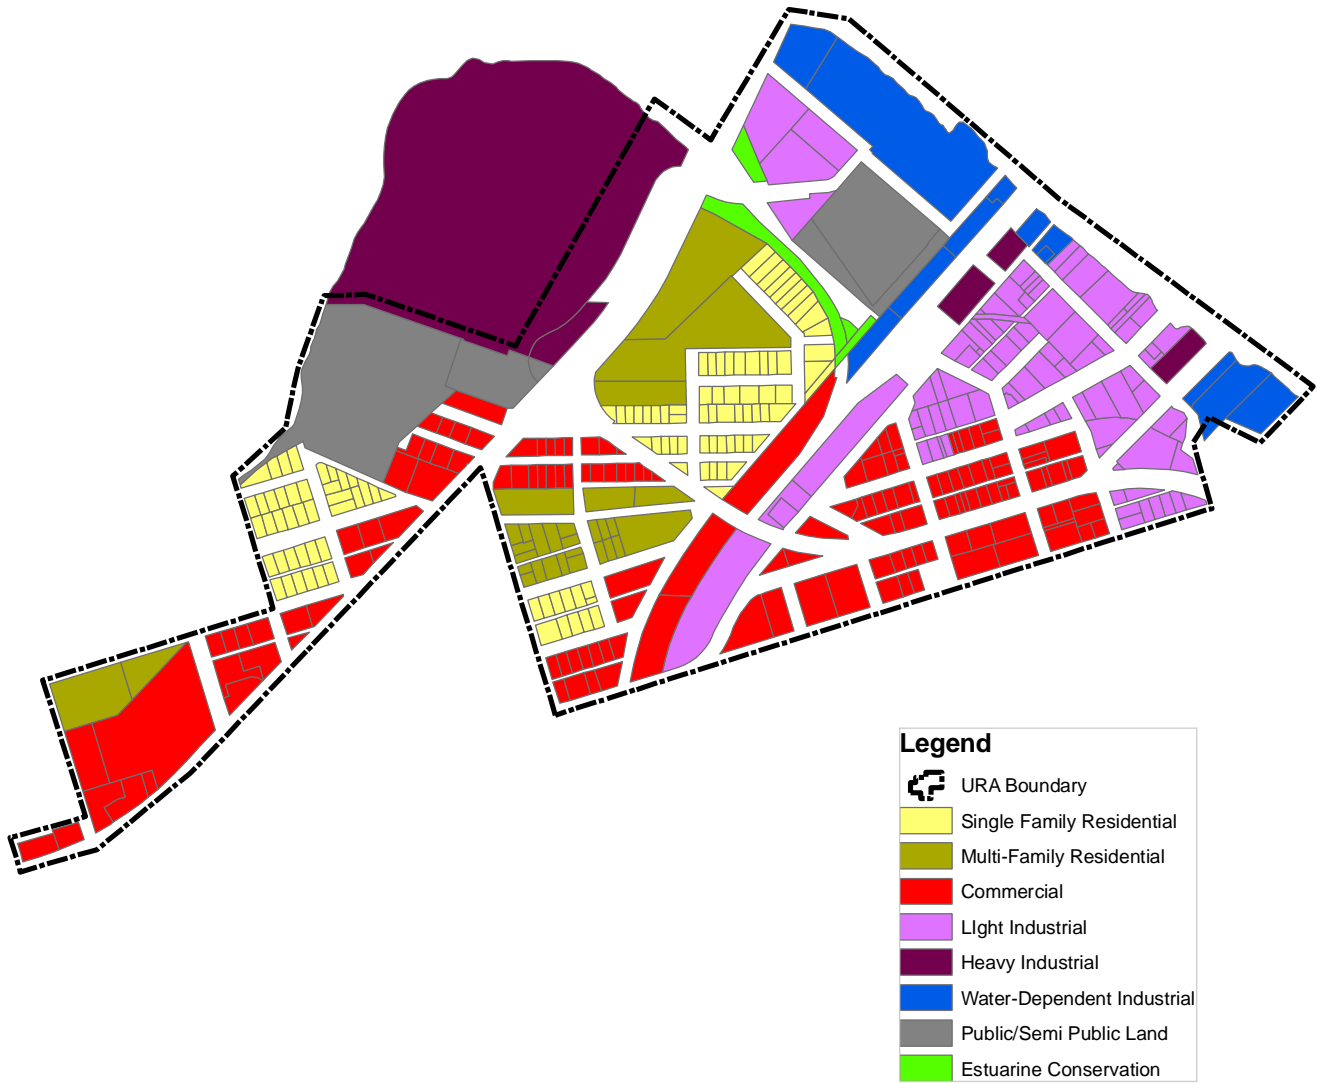 Legend
URA Boundary
Single Family Residential
Multi-Family Residential
Commercial
LIght Industrial
Heavy Industrial
Water-Dependent Industrial
Public/Semi Public Land
Estuarine Conservation